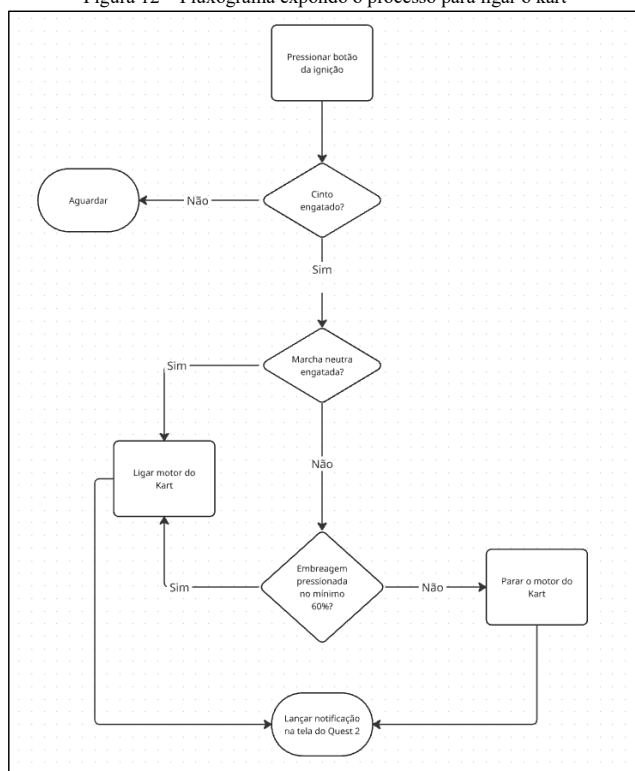 Figura 12 – Fluxograma expondo o processo para ligar o kart
Pressionar botão
da ignição
Cinto
engatado?
Não
Aguardar
Sim
Marcha neutra
engatada?
Sim
Não
Ligar motor do
Kart
Embreagem
pressionada
no mínimo
60%?
Sim
Não
Parar o motor do
Kart
Lançar notificação
na tela do Quest 2